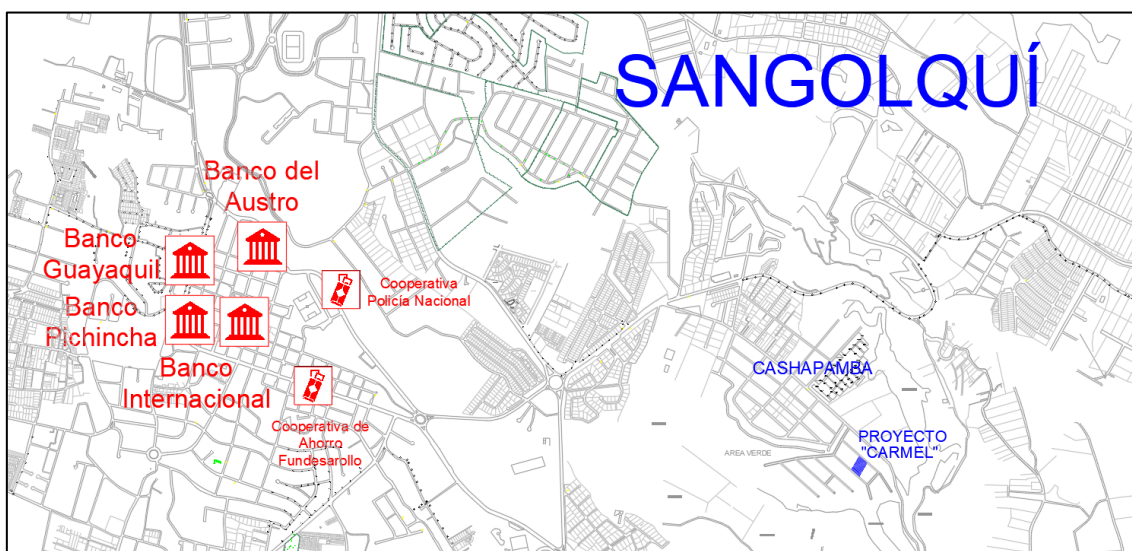 SANGOLQUÍ
Banco del
Austro
Banco
Guayaquil
Cooperativa
Policía Nacional
Banco
Pichincha
Banco
Internacional
CASHAPAMBA
Cooperativa de
Ahorro
Fundesarollo
PROYECTO
"CARMEL"
AREA VERDE